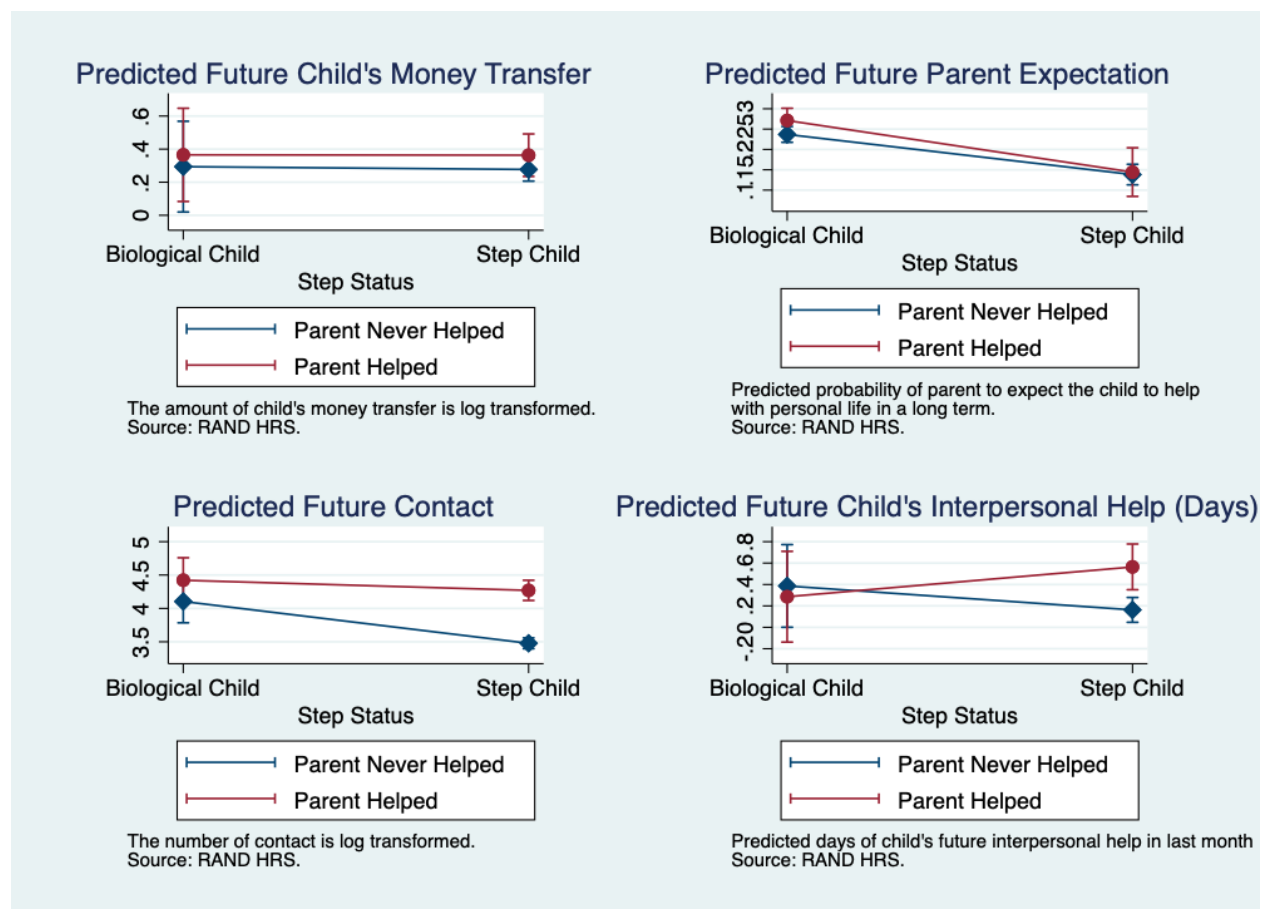 Predicted Future Child's Money Transfer
.6
.4
.2
0
Biological Child
Step Child
Step Status
Parent Never Helped
Parent Helped
The amount of child's money transfer is log transformed.
Source: RAND HRS.
Predicted Future Parent Expectation
.1.15.2.25.3
Biological Child
Step Child
Step Status
Parent Never Helped
Parent Helped
Predicted probability of parent to expect the child to help
with personal life in a long term.
Source: RAND HRS.
Predicted Future Contact
5
4.5
4
3.5
Biological Child
Step Child
Step Status
Parent Never Helped
Parent Helped
The number of contact is log transformed.
Source: RAND HRS.
Predicted Future Child's Interpersonal Help (Days)
-.20.2.4.6.8
Biological Child
Step Child
Step Status
Parent Never Helped
Parent Helped
Predicted days of child's future interpersonal help in last month
Source: RAND HRS.